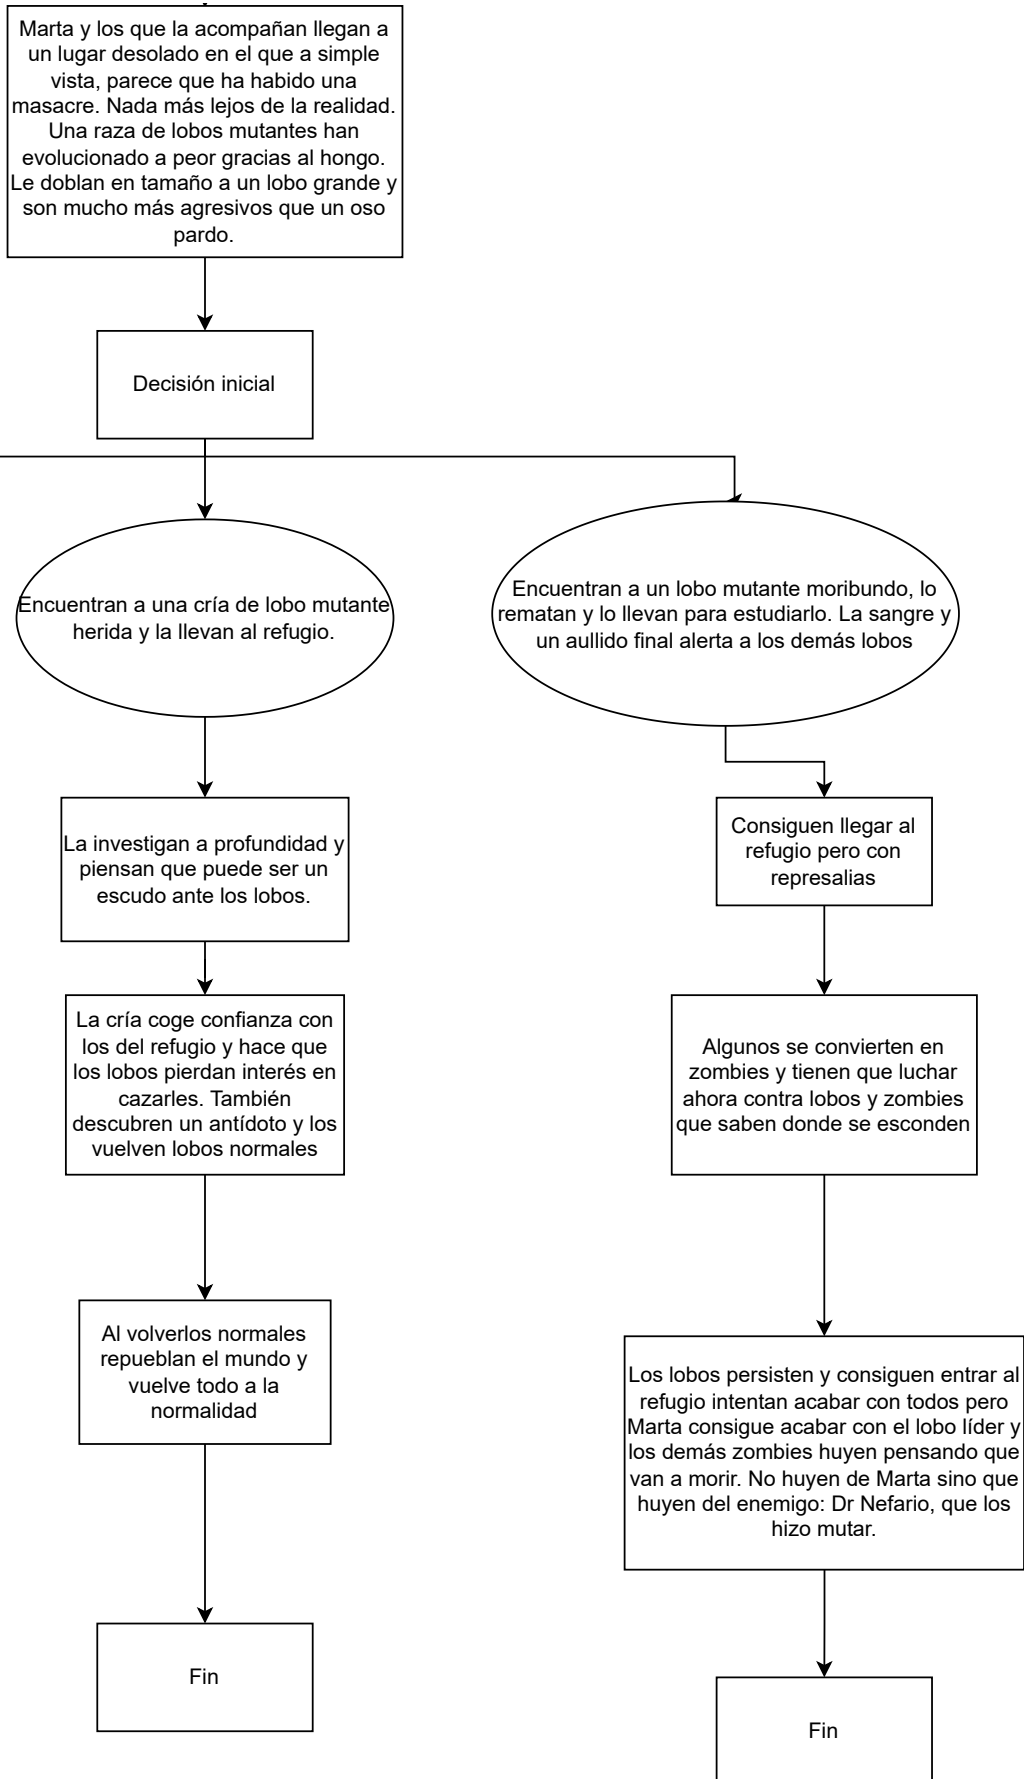 Marta y los que la acompañan llegan a
un lugar desolado en el que a simple
vista, parece que ha habido una
masacre. Nada más lejos de la realidad.
Una raza de lobos mutantes han
evolucionado a peor gracias al hongo.
Le doblan en tamaño a un lobo grande y
son mucho más agresivos que un oso
pardo.
Decisión inicial
Encuentran a una cría de lobo mutante
herida y la llevan al refugio.
La investigan a profundidad y
piensan que puede ser un
escudo ante los lobos.
La cría coge confianza con
los del refugio y hace que
los lobos pierdan interés en
cazarles. También
descubren un antídoto y los
vuelven lobos normales
Al volverlos normales
repueblan el mundo y
vuelve todo a la
normalidad
Fin
Encuentran a un lobo mutante moribundo, lo
rematan y lo llevan para estudiarlo. La sangre y
un aullido final alerta a los demás lobos
Consiguen llegar al
refugio pero con
represalias
Algunos se convierten en
zombies y tienen que luchar
ahora contra lobos y zombies
que saben donde se esconden
Los lobos persisten y consiguen entrar al
refugio intentan acabar con todos pero
Marta consigue acabar con el lobo líder y
los demás zombies huyen pensando que
van a morir. No huyen de Marta sino que
huyen del enemigo: Dr Nefario, que los
hizo mutar.
Fin